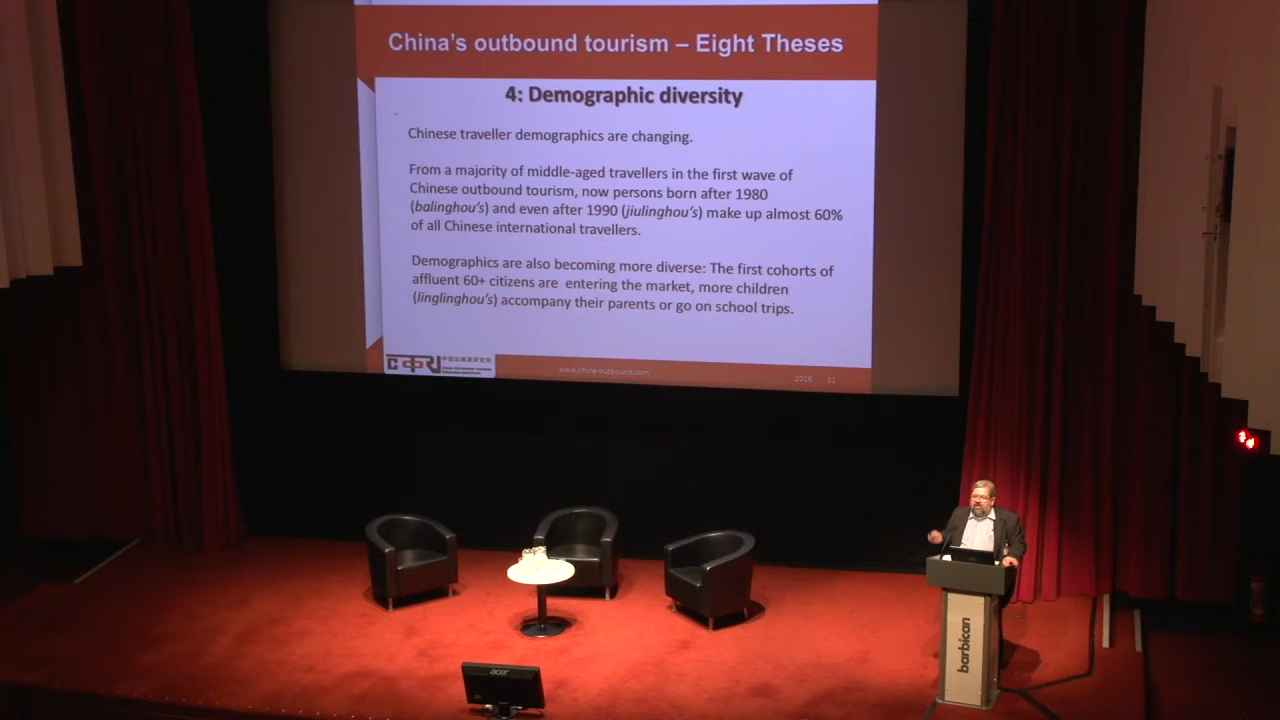 China's outbound tourism – Eight Theses
4: Demographic diversity
Chinese traveller demographics are changing.
From a majority of middle-aged travellers in the first wave of
Chinese outbound tourism, now persons born after 1980
(balinghou's) and even after 1990 (jiulinghou's) make up almost 60%
of all Chinese international travellers.
Demographics are also becoming more diverse: The first cohorts of
affluent 60+ citizens are  entering the market, more children
(linglinghou's) accompany their parents or go on school trips.
www.china-outbound.com
2016 21
barbican
acer